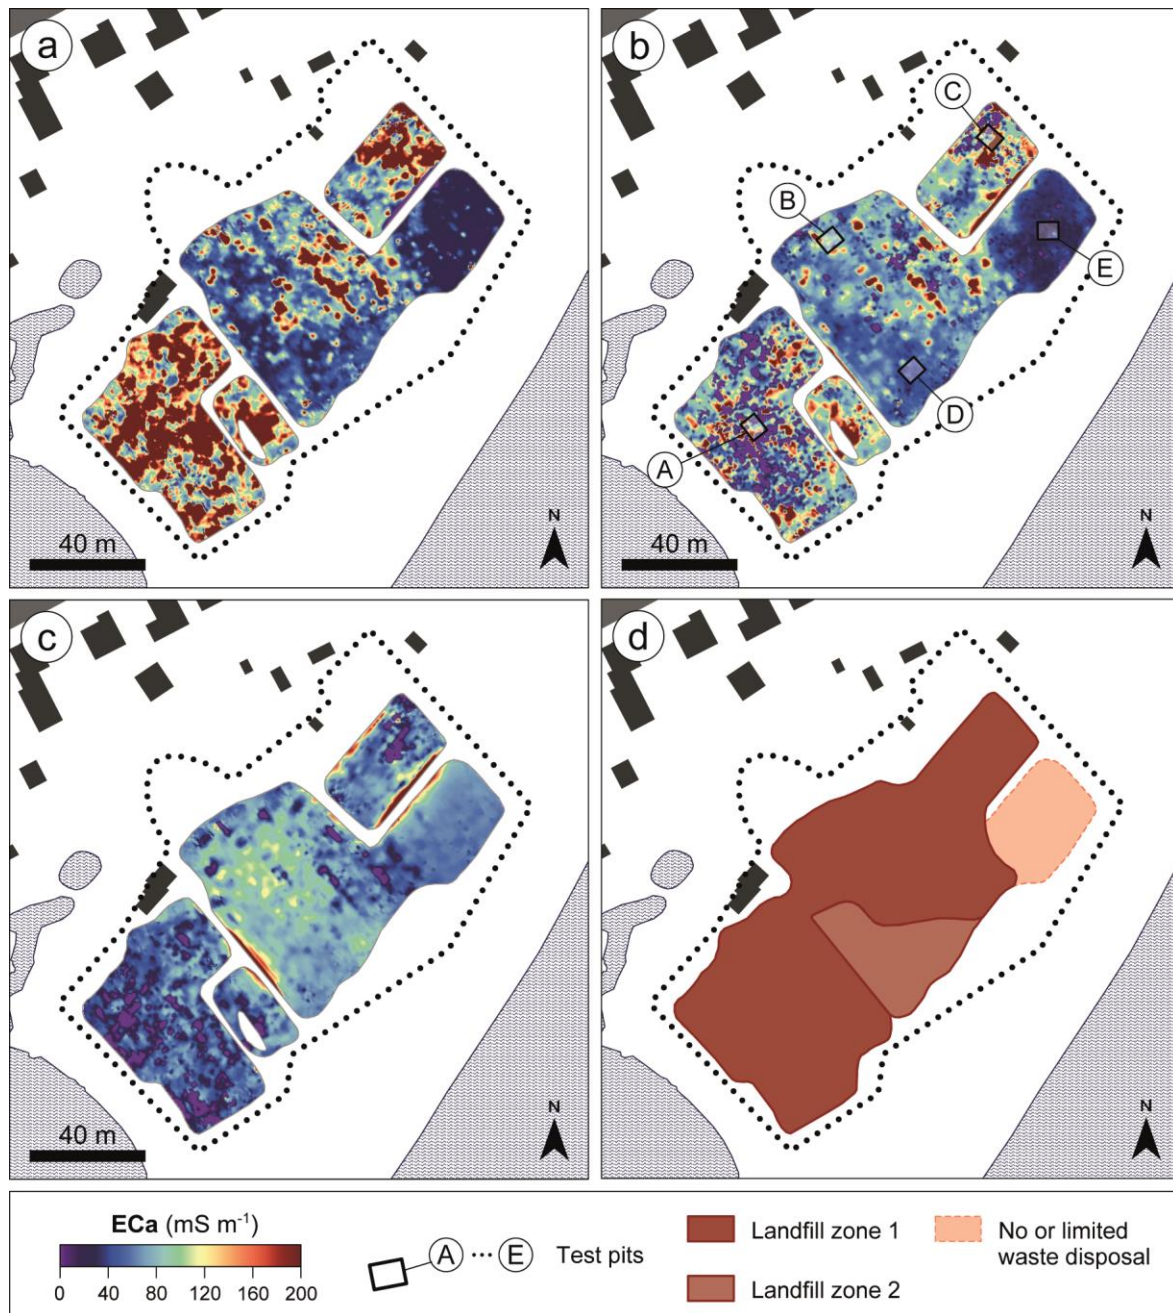 a
b
C
B
E
D
A
N
40 m
N
40 m
c
d
N
40 m
N
ECa (mS m⁻¹)
0 40 80 120 160 200
A ··· E Test pits
Landfill zone 1
Landfill zone 2
No or limited
waste disposal